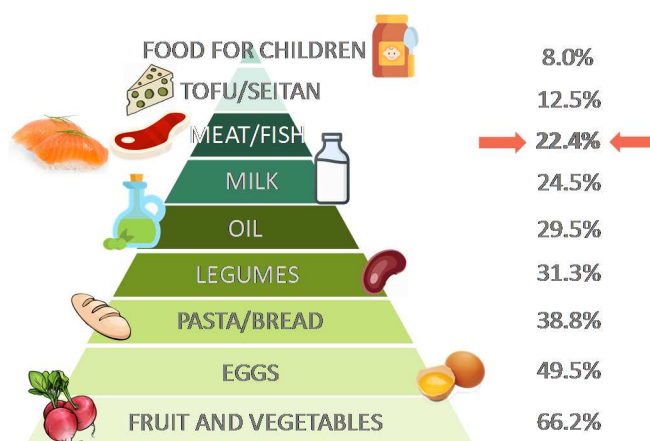 FOOD FOR CHILDREN 8.0%
TOFU/SEITAN 12.5%
MEAT/FISH 22.4%
MILK 24.5%
OIL 29.5%
LEGUMES 31.3%
PASTA/BREAD 38.8%
EGGS 49.5%
FRUIT AND VEGETABLES 66.2%